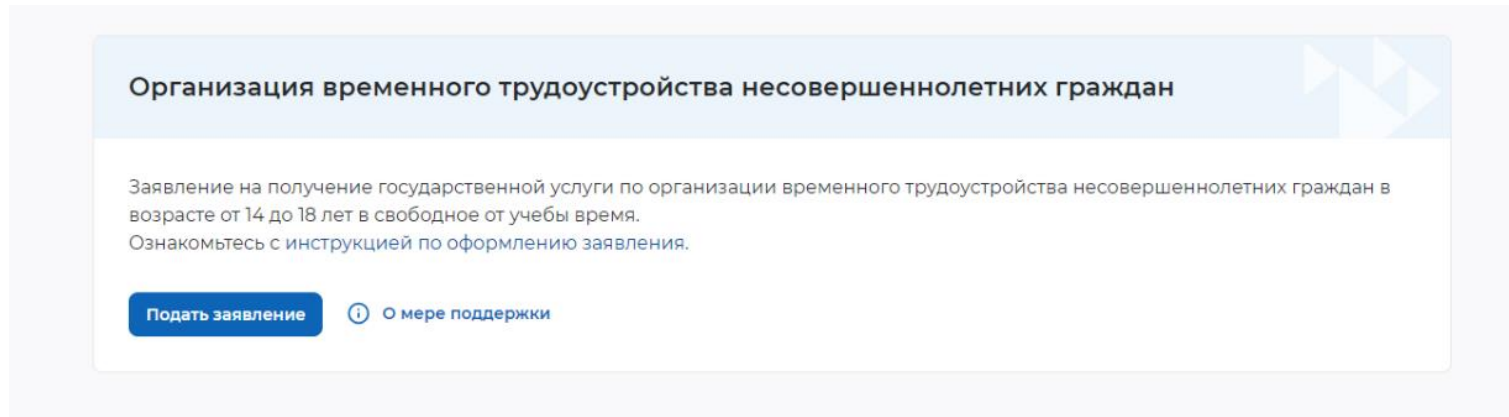 Организация временного трудоустройства несовершеннолетних граждан
Заявление на получение государственной услуги по организации временного трудоустройства несовершеннолетних граждан в
возрасте от 14 до 18 лет в свободное от учебы время.
Ознакомьтесь с инструкцией по оформлению заявления.
Подать заявление О мере поддержки